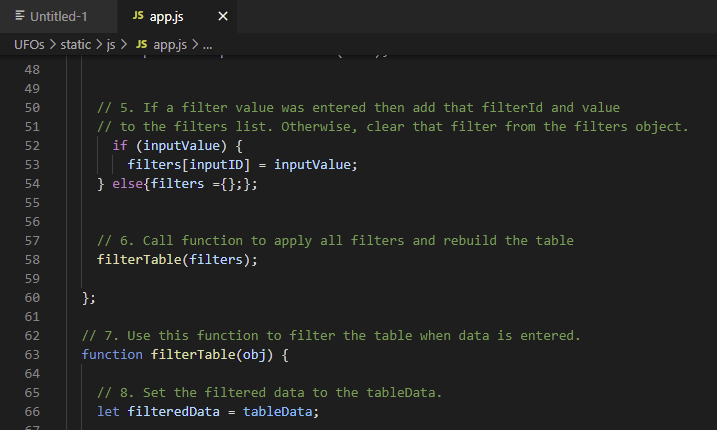 Untitled-1
JS app.js ×
UFOs > static > js > JS app.js > ...
48
49
50 // 5. If a filter value was entered then add that filterId and value
51 // to the filters list. Otherwise, clear that filter from the filters object.
52 if (inputValue) {
53 filters[inputID] = inputValue;
54 } else{filters ={};};
55
56
57 // 6. Call function to apply all filters and rebuild the table
58 filterTable(filters);
59
60 };
61
62 // 7. Use this function to filter the table when data is entered.
63 function filterTable(obj) {
64
65 // 8. Set the filtered data to the tableData.
66 let filteredData = tableData;
67